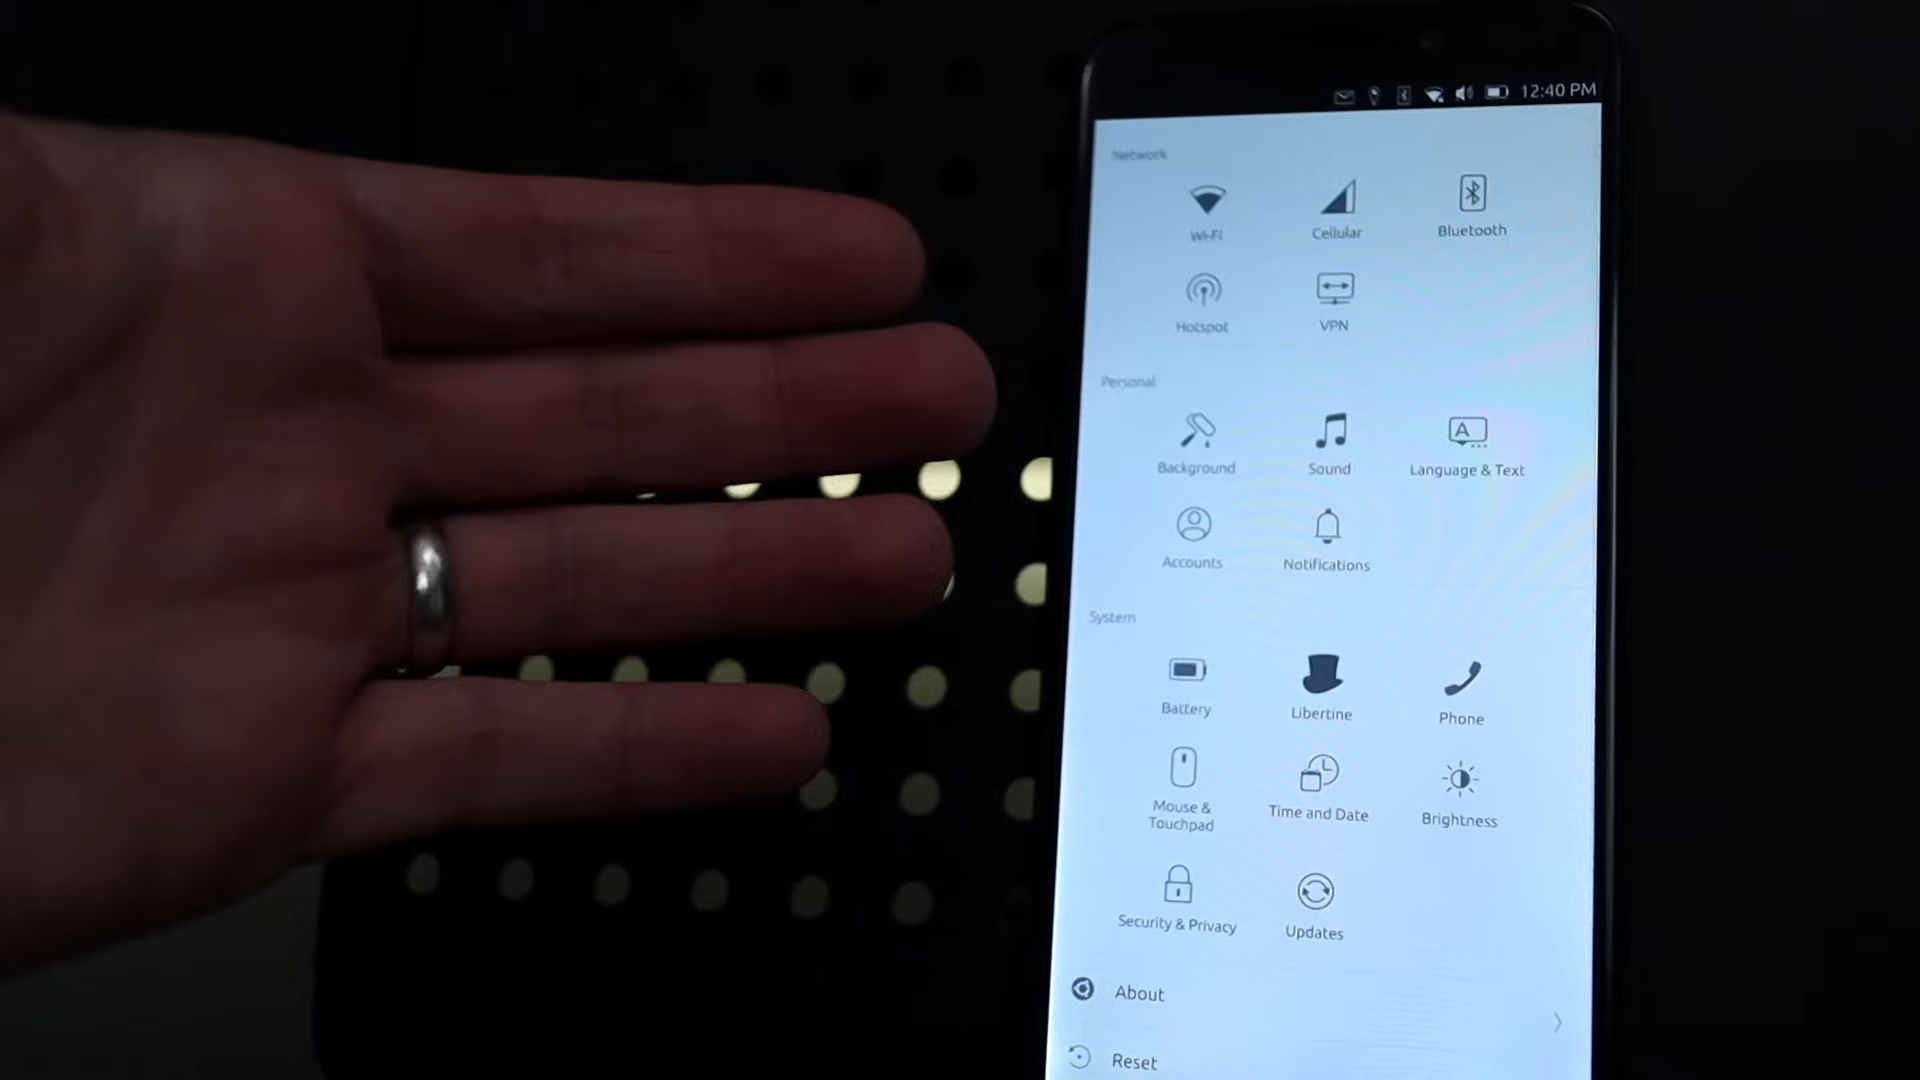 12:40 PM
Network
Wi-Fi
Cellular
Bluetooth
Hotspot
VPN
Personal
Background
Sound
Language & Text
Accounts
Notifications
System
Battery
Libertine
Phone
Mouse &
Touchpad
Time and Date
Brightness
Security & Privacy
Updates
About
Reset